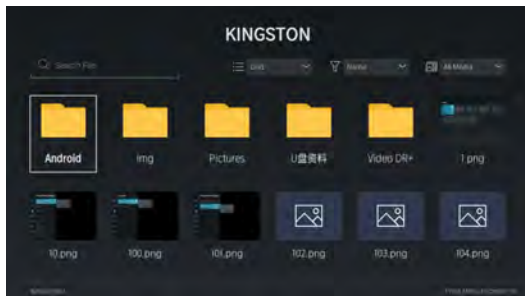 KINGSTON
Search File
Grid
Name
All Media
Android
Img
Pictures
U盘资料
Video DR+
1.png
10.png
100.png
101.png
102.png
103.png
104.png